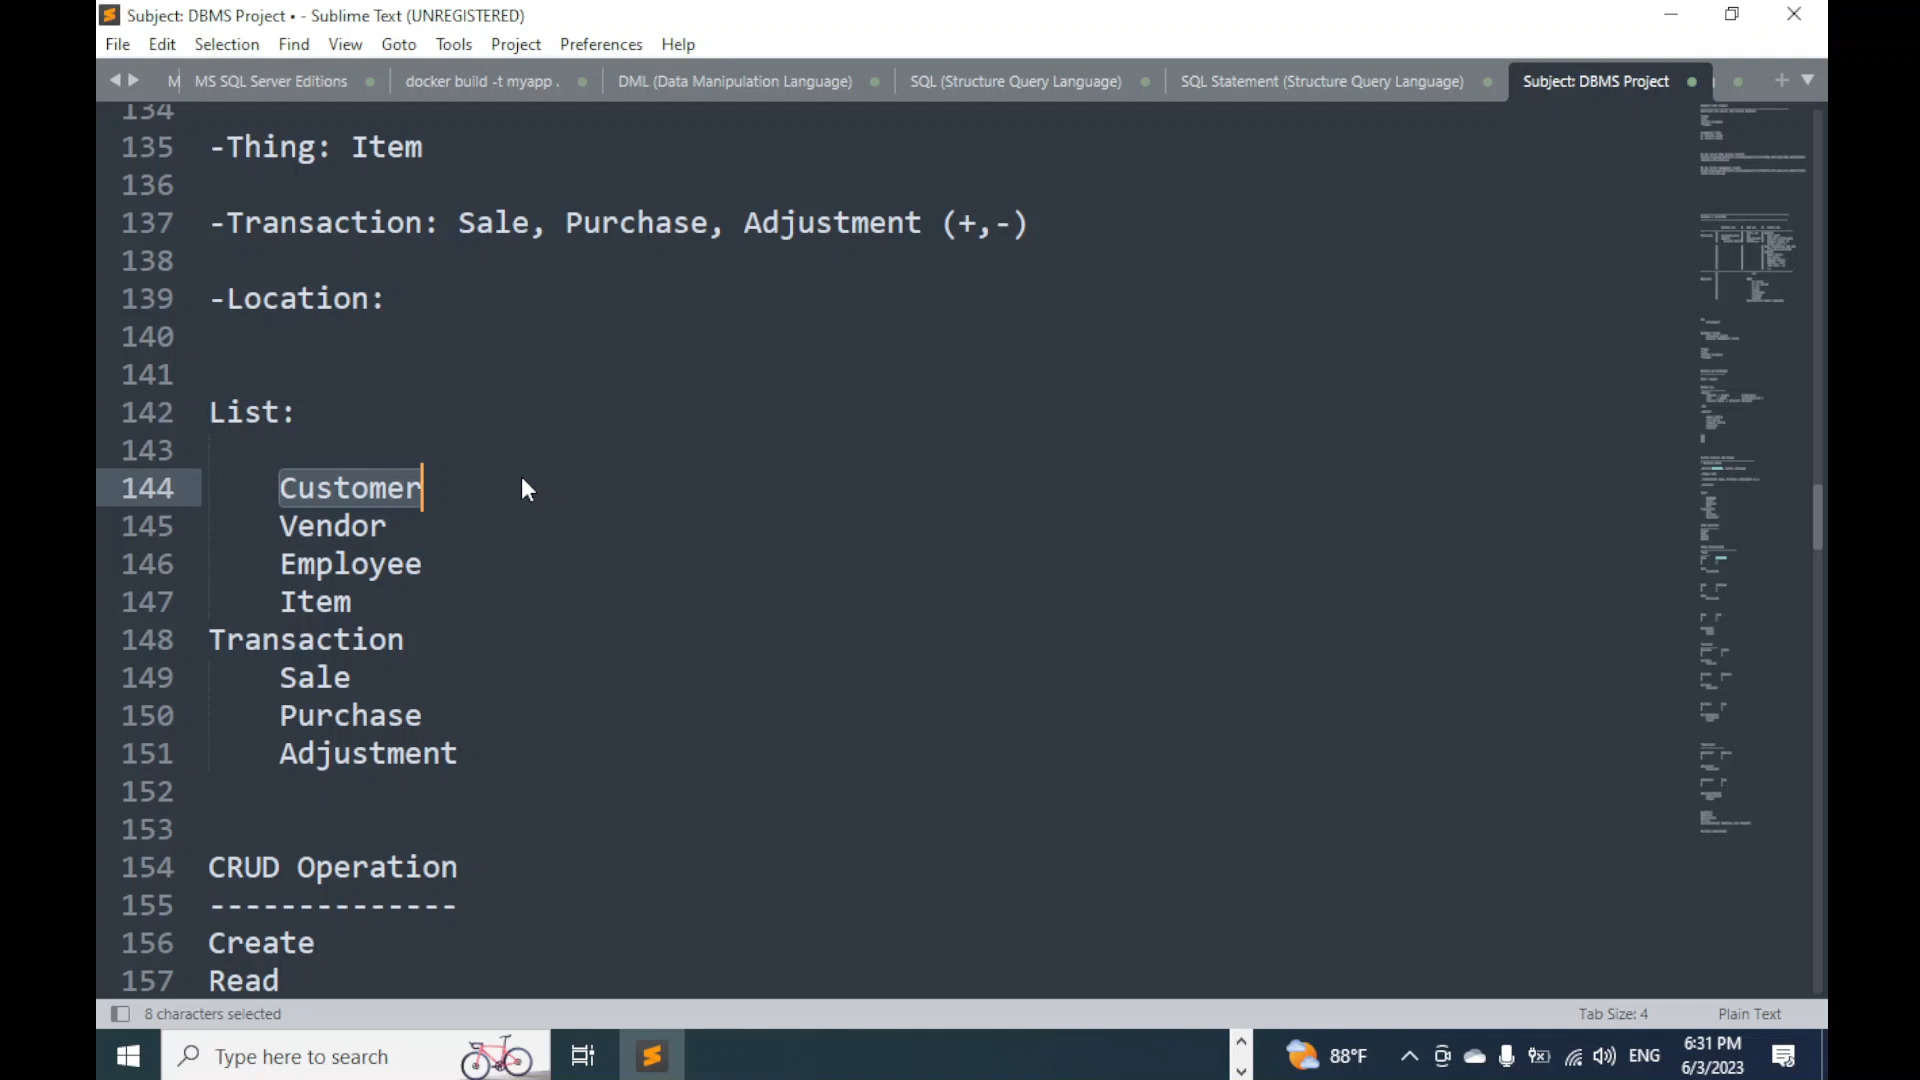 Subject: DBMS Project • - Sublime Text (UNREGISTERED)
File Edit Selection Find View Goto Tools Project Preferences Help
M MS SQL Server Editions docker build -t myapp . DML (Data Manipulation Language) SQL (Structure Query Language) SQL Statement (Structure Query Language) Subject: DBMS Project
134
135 -Thing: Item
136
137 -Transaction: Sale, Purchase, Adjustment (+,-)
138
139 -Location:
140
141
142 List:
143
144 Customer
145 Vendor
146 Employee
147 Item
148 Transaction
149 Sale
150 Purchase
151 Adjustment
152
153
154 CRUD Operation
155 --------------
156 Create
157 Read
8 characters selected Tab Size: 4 Plain Text
Type here to search 88°F ENG 6:31 PM
6/3/2023